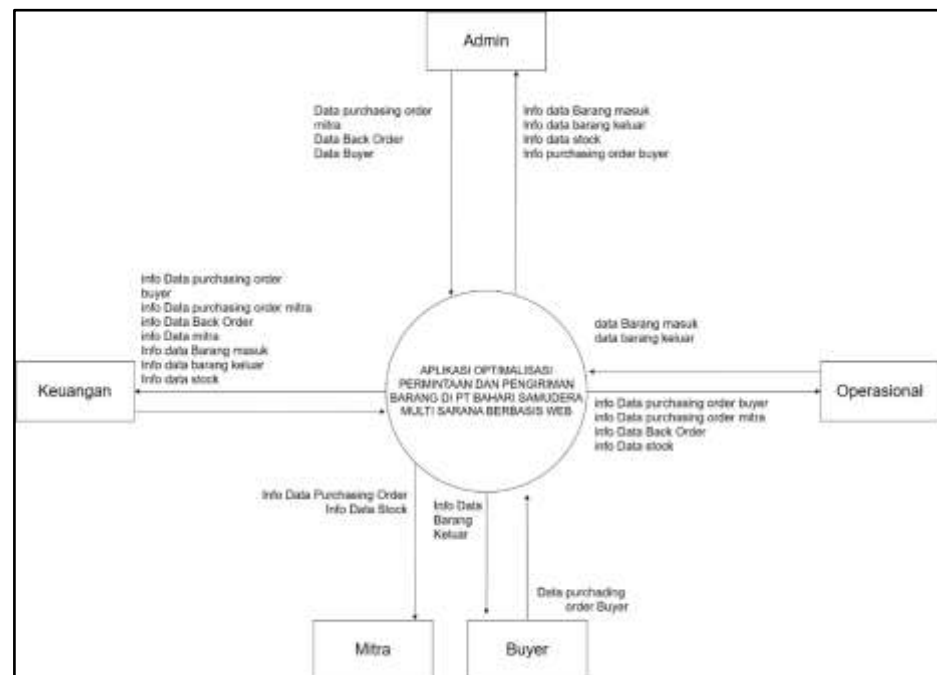 Admin
Data purchasing order
mitra
Data Back Order
Data Buyer
Info data Barang masuk
Info data barang keluar
Info data stock
Info purchasing order buyer
info Data purchasing order
buyer
info Data purchasing order mitra
info Data Back Order
info Data mitra
Info data Barang masuk
Info data barang keluar
Info data stock
Keuangan
APLIKASI OPTIMALISASI
PERMINTAAN DAN PENGIRIMAN
BARANG DI PT BAHARI SAMUDERA
MULTI SARANA BERBASIS WEB
data Barang masuk
data barang keluar
Operasional
info Data purchasing order buyer
info Data purchasing order mitra
info Data Back Order
info Data stock
Info Data Purchasing Order
Info Data Stock
Info Data
Barang
Keluar
Data purchading
order Buyer
Mitra
Buyer